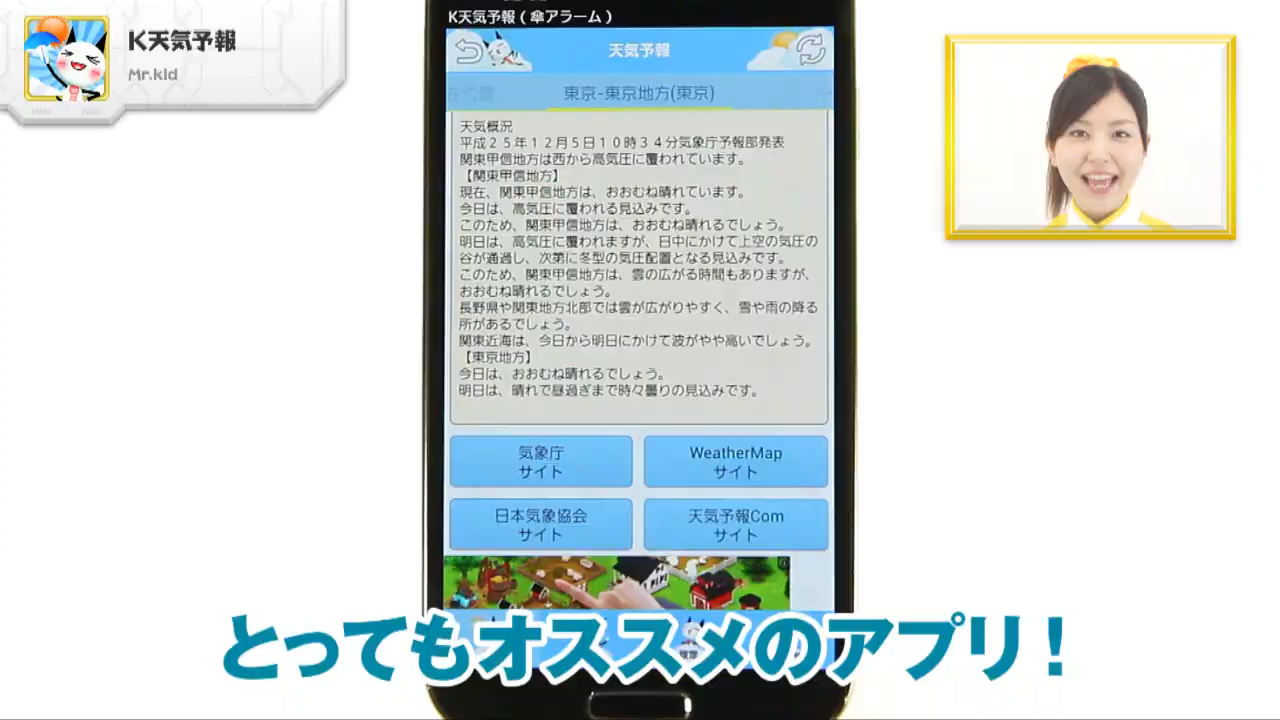 K天気予報
Mr.kId
K天気予報(傘アラーム)
天気予報
在位置
東京-東京地方(東京)
天気概況
平成25年12月5日10時34分気象庁予報部発表
関東甲信地方は西から高気圧に覆われています。
【関東甲信地方】
現在、関東甲信地方は、おおむね晴れています。
今日は、高気圧に覆われる見込みです。
このため、関東甲信地方は、おおむね晴れるでしょう。
明日は、高気圧に覆われますが、日中にかけて上空の気圧の
谷が通過し、次第に冬型の気圧配置となる見込みです。
このため、関東甲信地方は、雲の広がる時間もありますが、
おおむね晴れるでしょう。
長野県や関東地方北部では雲が広がりやすく、雪や雨の降る
所があるでしょう。
関東近海は、今日から明日にかけて波がやや高いでしょう。
【東京地方】
今日は、おおむね晴れるでしょう。
明日は、晴れで昼過ぎまで時々曇りの見込みです。
気象庁
サイト
WeatherMap
サイト
日本気象協会
サイト
天気予報Com
サイト
とってもオススメのアプリ!